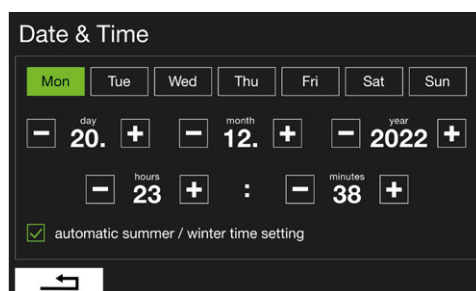 Date & Time
Mon Tue Wed Thu Fri Sat Sun
day month year
− 20. + − 12. + − 2022 +
hours minutes
− 23 + : − 38 +
automatic summer / winter time setting